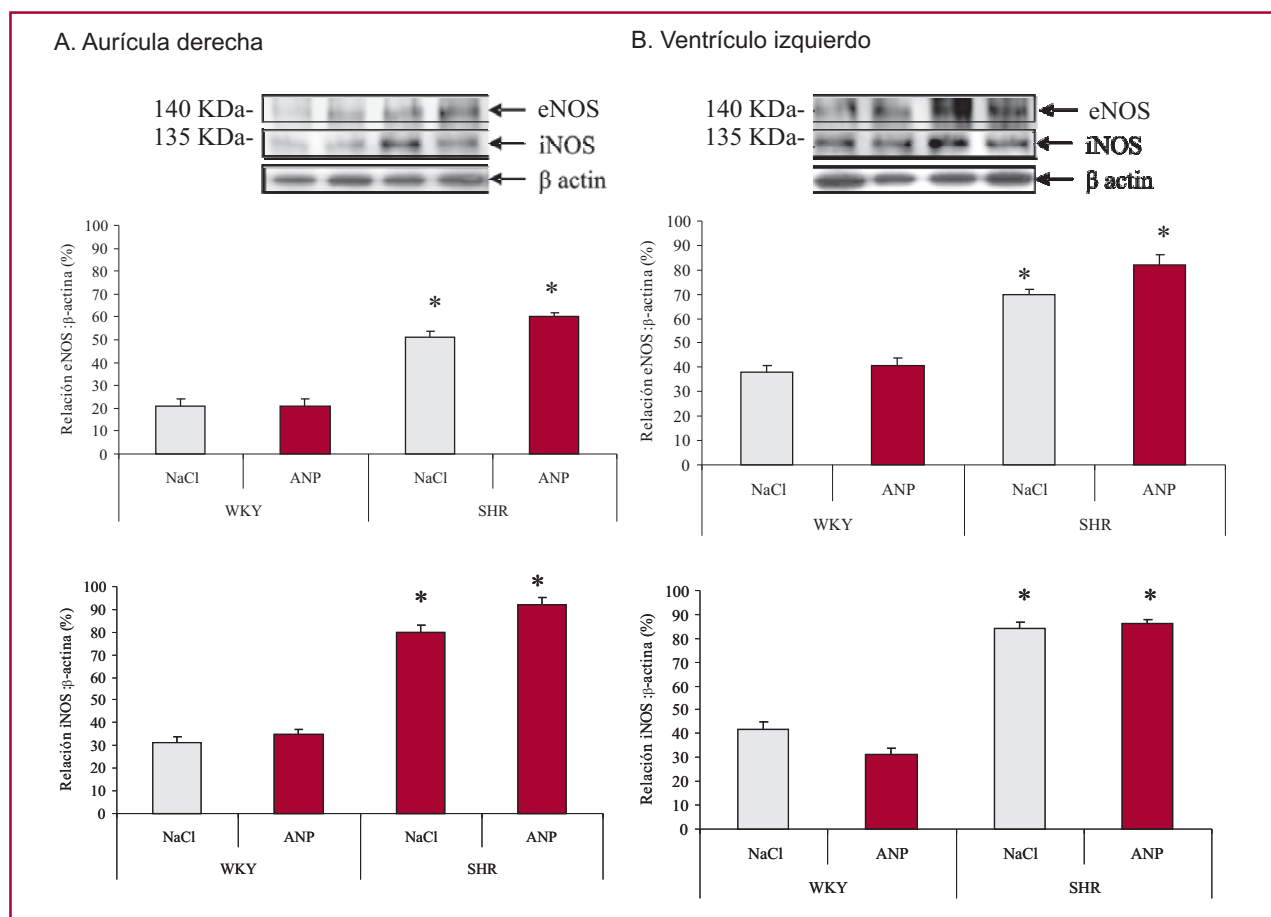 A. Aurícula derecha
140 KDa-
eNOS
135 KDa-
iNOS
β actin
Relación eNOS :β-actina (%)
100
90
80
70
60
50
40
30
20
10
0
* *
NaCl ANP NaCl ANP
WKY SHR
Relación iNOS :β-actina (%)
100
90
80
70
60
50
40
30
20
10
0
* *
NaCl ANP NaCl ANP
WKY SHR
B. Ventrículo izquierdo
140 KDa-
eNOS
135 KDa-
iNOS
β actin
Relación eNOS :β-actina (%)
100
90
80
70
60
50
40
30
20
10
0
* *
NaCl ANP NaCl ANP
WKY SHR
Relación iNOS :β-actina (%)
100
90
80
70
60
50
40
30
20
10
0
* *
NaCl ANP NaCl ANP
WKY SHR